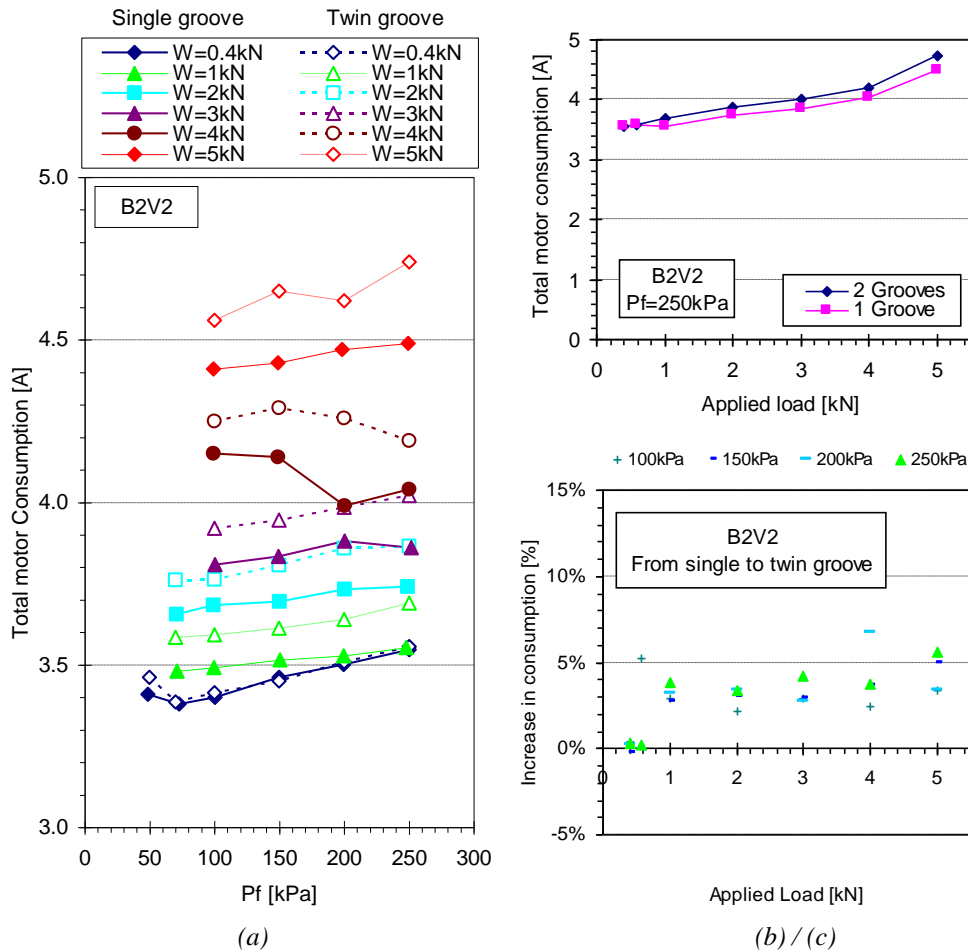 Single groove Twin groove
W=0.4kN W=0.4kN
W=1kN W=1kN
W=2kN W=2kN
W=3kN W=3kN
W=4kN W=4kN
W=5kN W=5kN
5.0
4.5
4.0
3.5
3.0
B2V2
Total motor Consumption [A]
0 50 100 150 200 250 300
Pf [kPa]
(a)
5
4
3
2
1
0
Total motor consumption [A]
B2V2
Pf=250kPa
2 Grooves
1 Groove
0 1 2 3 4 5
Applied load [kN]
100kPa 150kPa 200kPa 250kPa
15%
10%
5%
0%
-5%
Increase in consumption [%]
B2V2
From single to twin groove
0 1 2 3 4 5
Applied Load [kN]
(b) / (c)